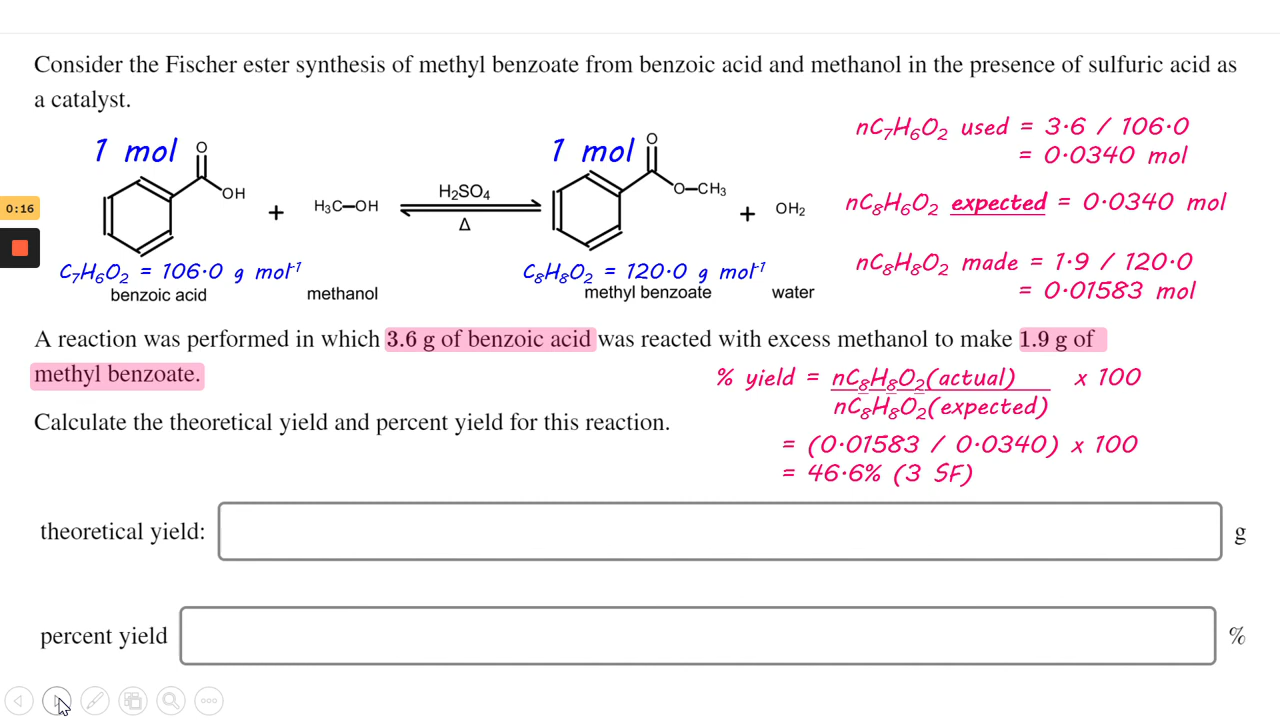 Consider the Fischer ester synthesis of methyl benzoate from benzoic acid and methanol in the presence of sulfuric acid as
a catalyst.
1 mol
O
OH
+
H₃C—OH
H₂SO₄
Δ
1 mol
O
O—CH₃
+
OH₂
C₇H₆O₂ = 106·0 g mol⁻¹
benzoic acid
methanol
C₈H₈O₂ = 120·0 g mol⁻¹
methyl benzoate
water
nC₇H₆O₂ used = 3·6 / 106·0
= 0·0340 mol
nC₈H₆O₂ expected = 0·0340 mol
nC₈H₈O₂ made = 1·9 / 120·0
= 0·01583 mol
0:16
A reaction was performed in which 3.6 g of benzoic acid was reacted with excess methanol to make 1.9 g of
methyl benzoate.
% yield = nC₈H₈O₂(actual) x 100
nC₈H₈O₂(expected)
= (0·01583 / 0·0340) x 100
= 46·6% (3 SF)
Calculate the theoretical yield and percent yield for this reaction.
theoretical yield: g
percent yield %